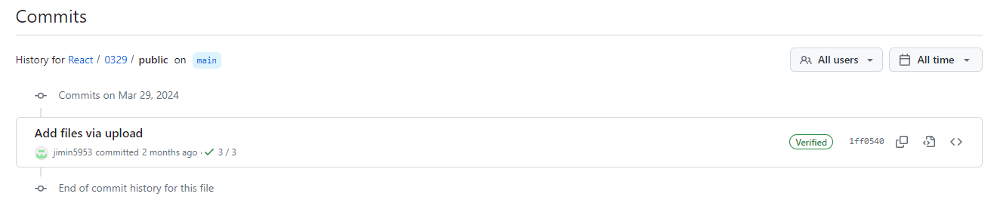 Commits
History for React / 0329 / public on main
All users
All time
Commits on Mar 29, 2024
Add files via upload
jimin5953 committed 2 months ago · 3 / 3
Verified
1ff0540
End of commit history for this file